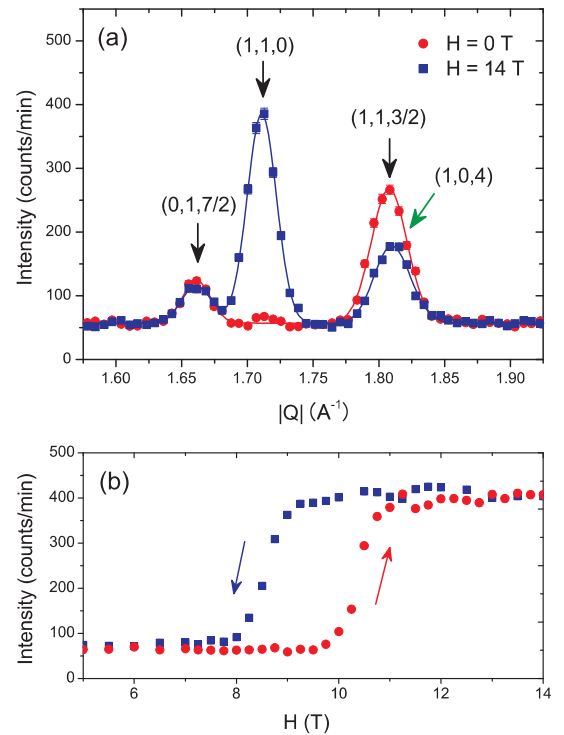 (a)
(1,1,0)
H = 0 T
H = 14 T
(1,1,3/2)
(0,1,7/2)
(1,0,4)
Intensity (counts/min)
500
400
300
200
100
0
1.60 1.65 1.70 1.75 1.80 1.85 1.90
|Q| (A⁻¹)
(b)
Intensity (counts/min)
500
400
300
200
100
0
6 8 10 12 14
H (T)